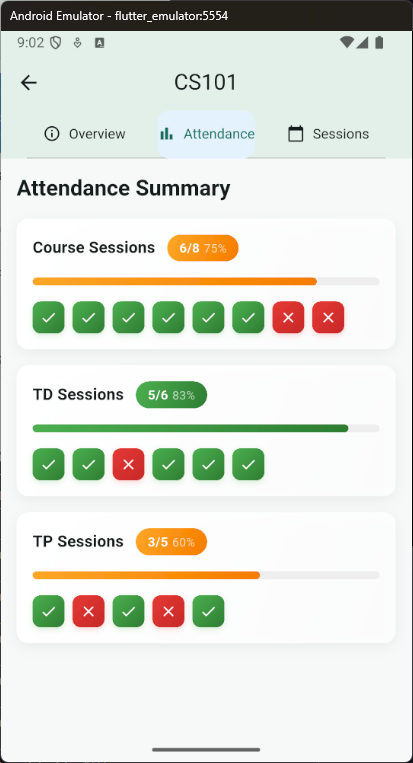 Android Emulator - flutter_emulator:5554
9:02
CS101
Overview Attendance Sessions
Attendance Summary
Course Sessions 6/8 75%
TD Sessions 5/6 83%
TP Sessions 3/5 60%